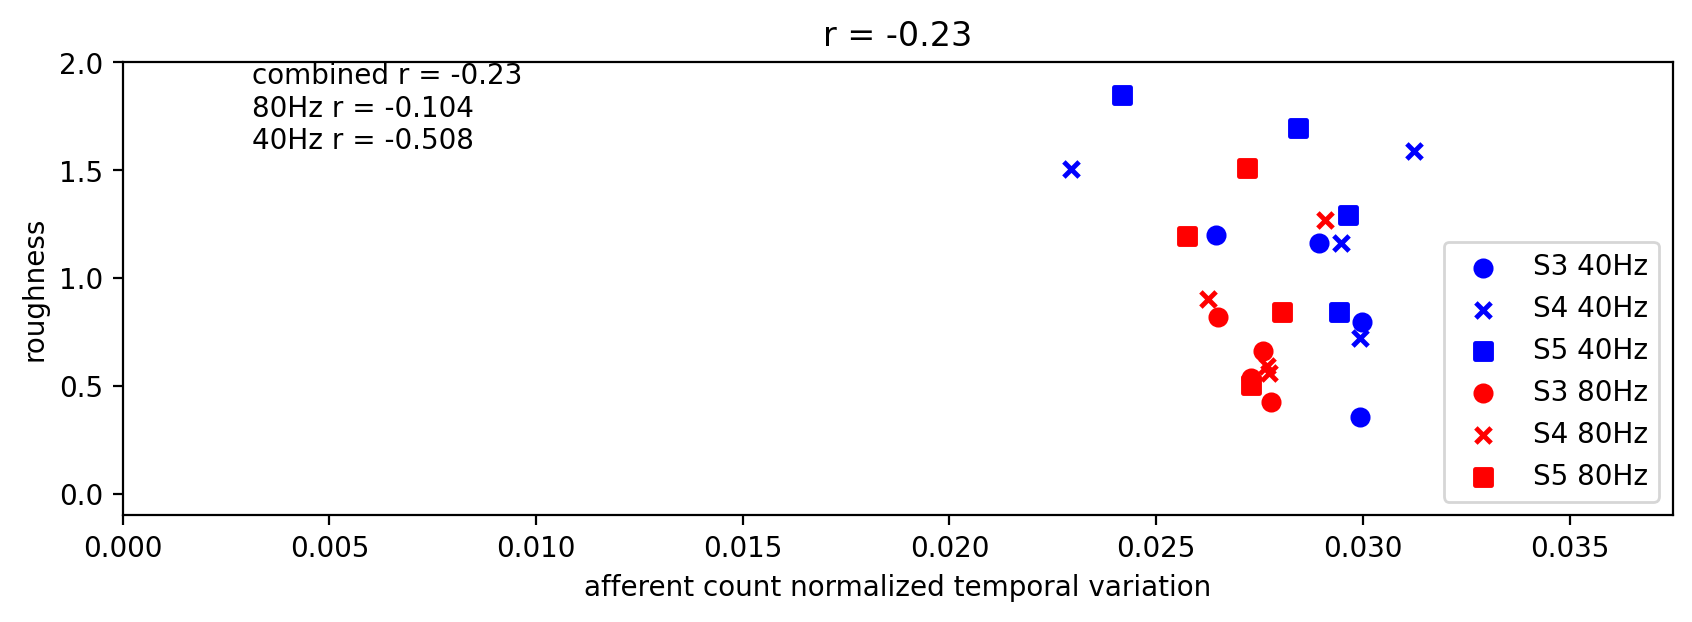 r = -0.23
combined r = -0.23
80Hz r = -0.104
40Hz r = -0.508
2.0
1.5
1.0
0.5
0.0
roughness
S3 40Hz
S4 40Hz
S5 40Hz
S3 80Hz
S4 80Hz
S5 80Hz
0.000 0.005 0.010 0.015 0.020 0.025 0.030 0.035
afferent count normalized temporal variation